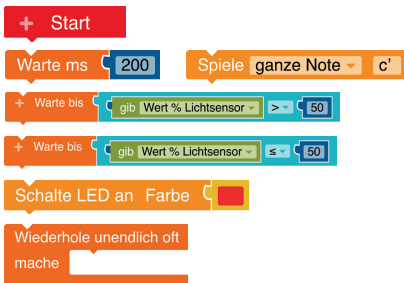 + Start
Warte ms 200
Spiele ganze Note c'
+ Warte bis gib Wert % Lichtsensor > 50
+ Warte bis gib Wert % Lichtsensor ≤ 50
Schalte LED an Farbe
Wiederhole unendlich oft
mache